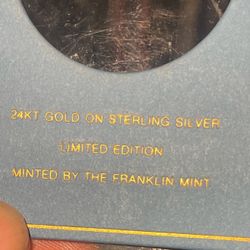 24KT GOLD ON STERLING SILVER
LIMITED EDITION
MINTED BY THE FRANKLIN MINT